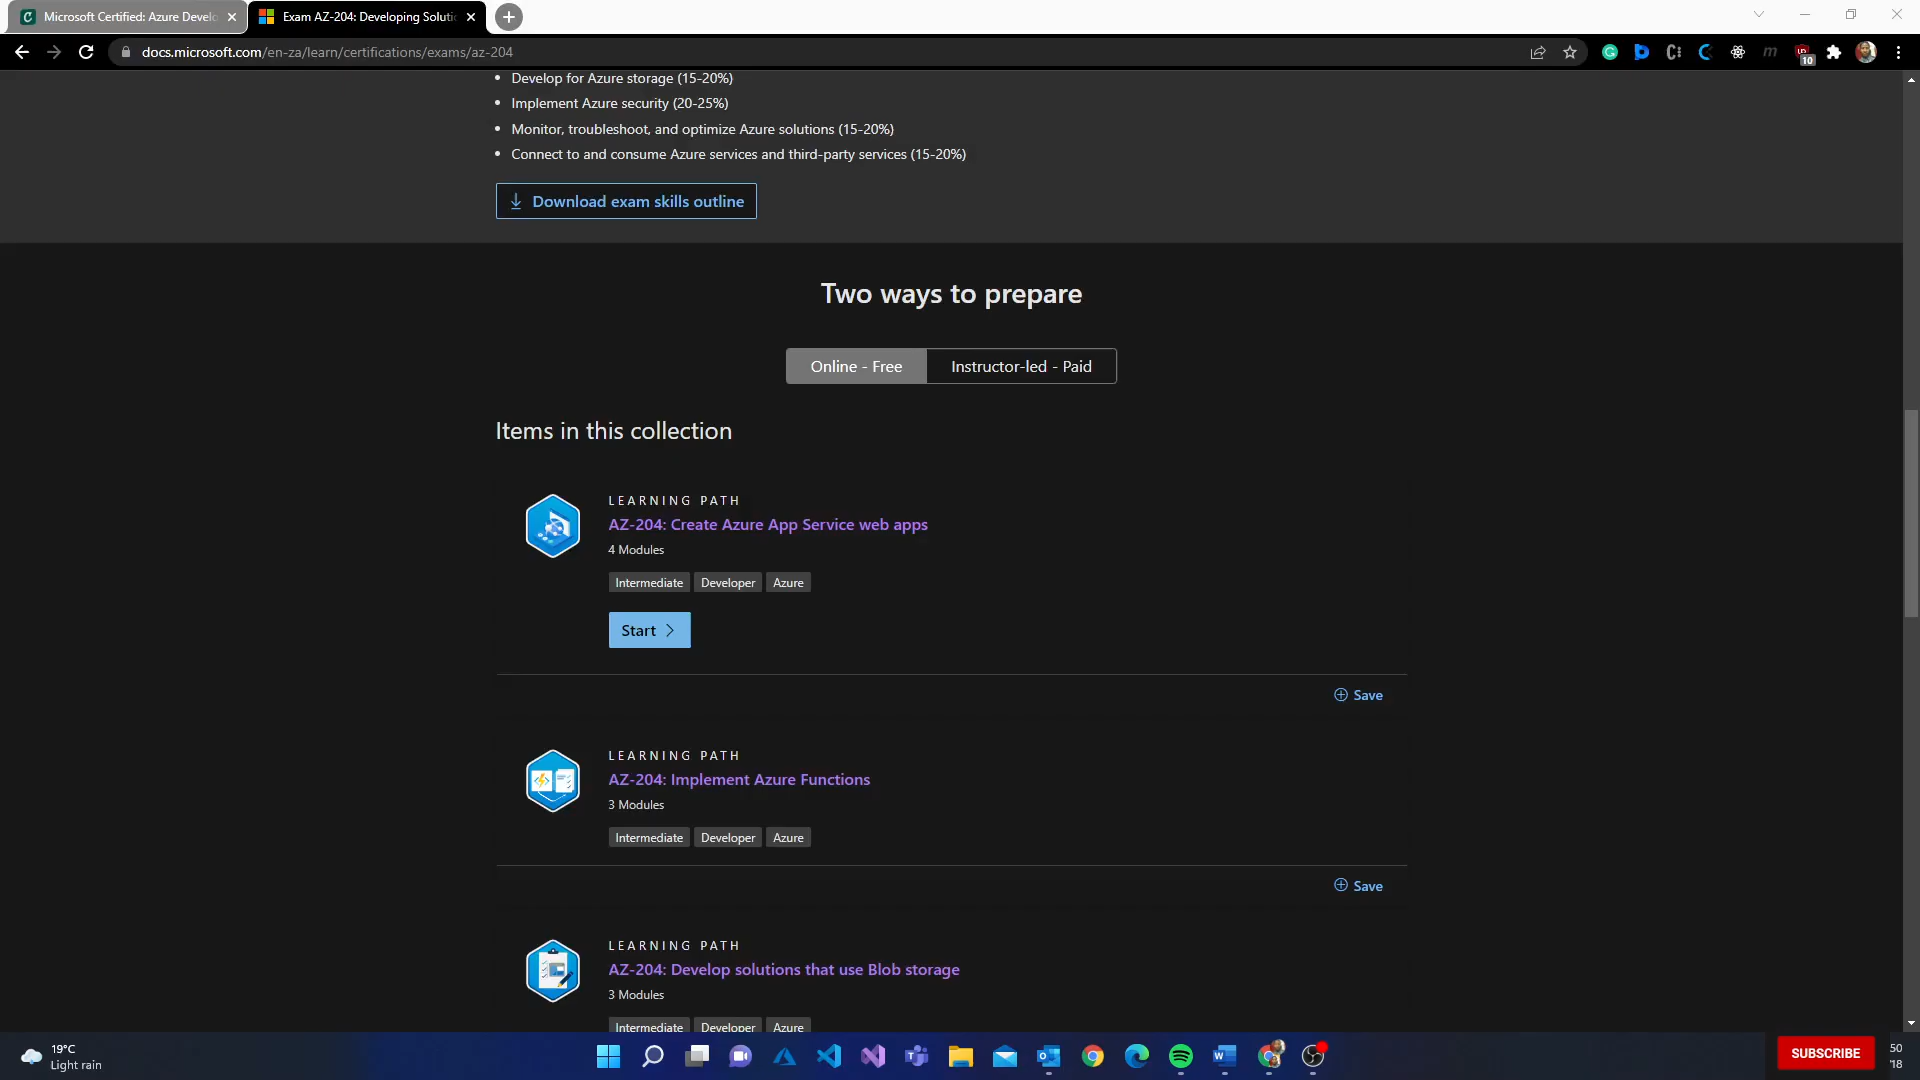 Microsoft Certified: Azure Develo
Exam AZ-204: Developing Soluti
docs.microsoft.com/en-za/learn/certifications/exams/az-204
10
Develop for Azure storage (15-20%)
Implement Azure security (20-25%)
Monitor, troubleshoot, and optimize Azure solutions (15-20%)
Connect to and consume Azure services and third-party services (15-20%)
Download exam skills outline
Two ways to prepare
Online - Free
Instructor-led - Paid
Items in this collection
LEARNING PATH
AZ-204: Create Azure App Service web apps
4 Modules
Intermediate Developer Azure
Start
Save
LEARNING PATH
AZ-204: Implement Azure Functions
3 Modules
Intermediate Developer Azure
Save
LEARNING PATH
AZ-204: Develop solutions that use Blob storage
3 Modules
Intermediate Developer Azure
19°C
Light rain
SUBSCRIBE
50
'18